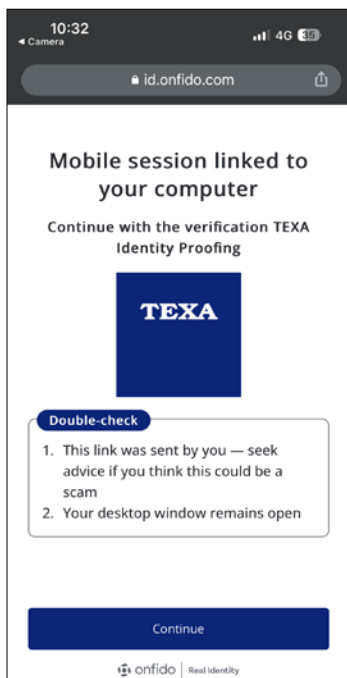 10:32
4G 35
◀ Camera
id.onfido.com
Mobile session linked to
your computer
Continue with the verification TEXA
Identity Proofing
TEXA
Double-check
1. This link was sent by you — seek
advice if you think this could be a
scam
2. Your desktop window remains open
Continue
onfido | Real Identity